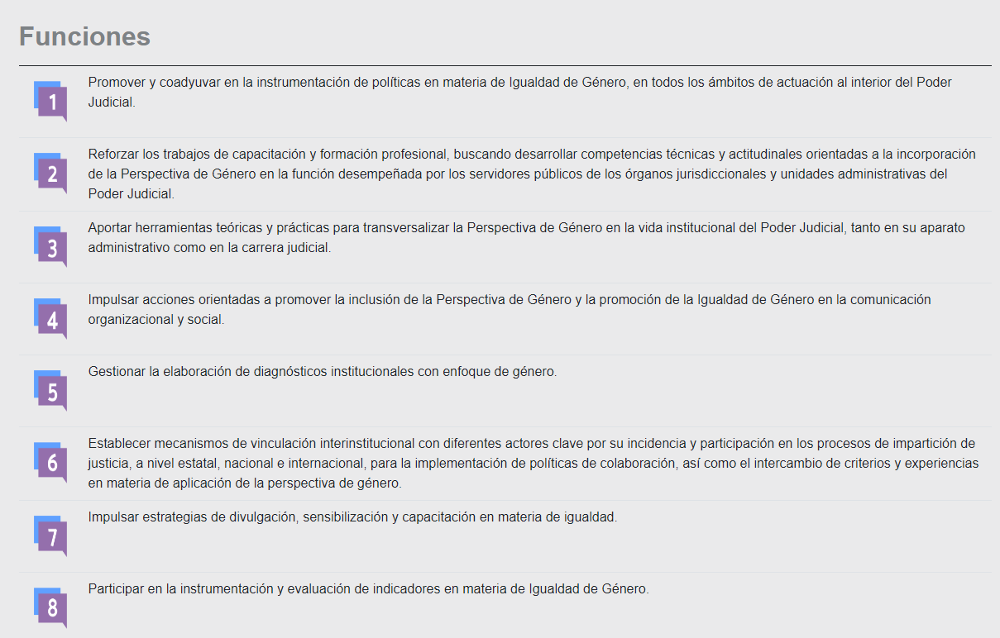 Funciones
1
Promover y coadyuvar en la instrumentación de políticas en materia de Igualdad de Género, en todos los ámbitos de actuación al interior del Poder
Judicial.
2
Reforzar los trabajos de capacitación y formación profesional, buscando desarrollar competencias técnicas y actitudinales orientadas a la incorporación
de la Perspectiva de Género en la función desempeñada por los servidores públicos de los órganos jurisdiccionales y unidades administrativas del
Poder Judicial.
3
Aportar herramientas teóricas y prácticas para transversalizar la Perspectiva de Género en la vida institucional del Poder Judicial, tanto en su aparato
administrativo como en la carrera judicial.
4
Impulsar acciones orientadas a promover la inclusión de la Perspectiva de Género y la promoción de la Igualdad de Género en la comunicación
organizacional y social.
5
Gestionar la elaboración de diagnósticos institucionales con enfoque de género.
6
Establecer mecanismos de vinculación interinstitucional con diferentes actores clave por su incidencia y participación en los procesos de impartición de
justicia, a nivel estatal, nacional e internacional, para la implementación de políticas de colaboración, así como el intercambio de criterios y experiencias
en materia de aplicación de la perspectiva de género.
7
Impulsar estrategias de divulgación, sensibilización y capacitación en materia de igualdad.
8
Participar en la instrumentación y evaluación de indicadores en materia de Igualdad de Género.